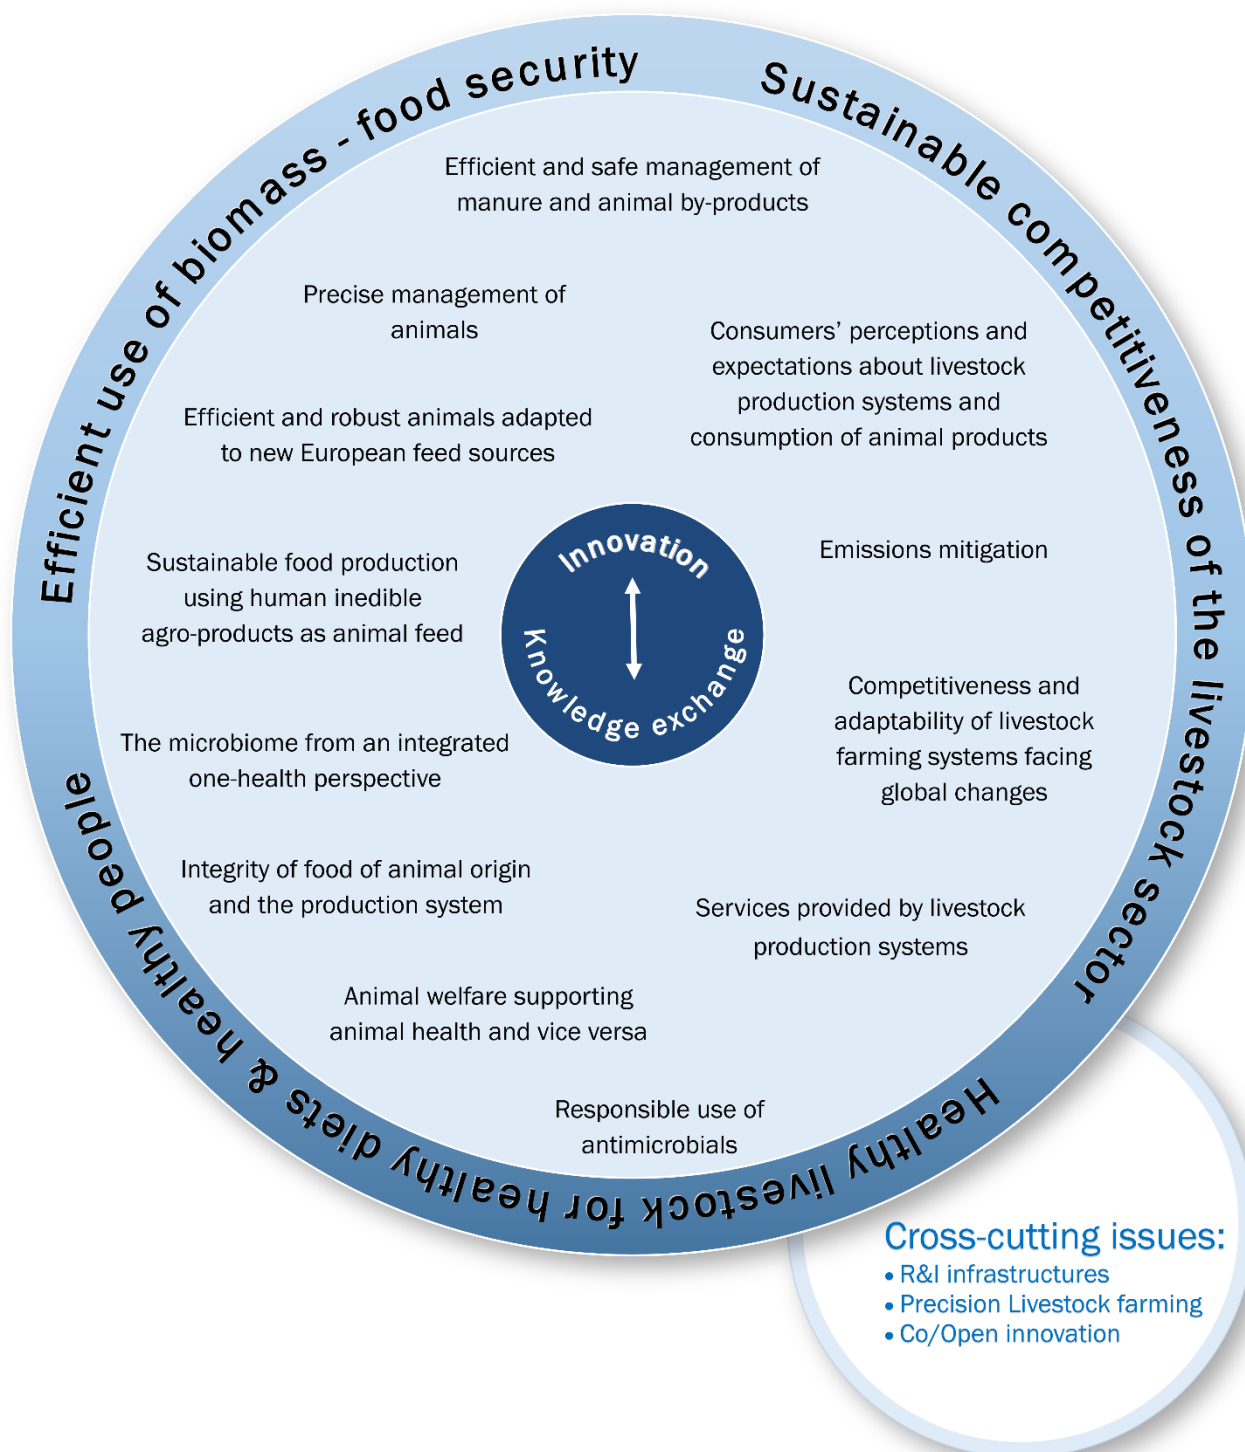 Efficient use of biomass - food security
Sustainable competitiveness of the livestock sector
Healthy livestock for healthy diets & healthy people
Efficient and safe management of
manure and animal by-products
Precise management of
animals
Consumers’ perceptions and
expectations about livestock
production systems and
consumption of animal products
Efficient and robust animals adapted
to new European feed sources
Innovation
Knowledge exchange
Emissions mitigation
Sustainable food production
using human inedible
agro-products as animal feed
Competitiveness and
adaptability of livestock
farming systems facing
global changes
The microbiome from an integrated
one-health perspective
Integrity of food of animal origin
and the production system
Services provided by livestock
production systems
Animal welfare supporting
animal health and vice versa
Responsible use of
antimicrobials
Cross-cutting issues:
• R&I infrastructures
• Precision Livestock farming
• Co/Open innovation